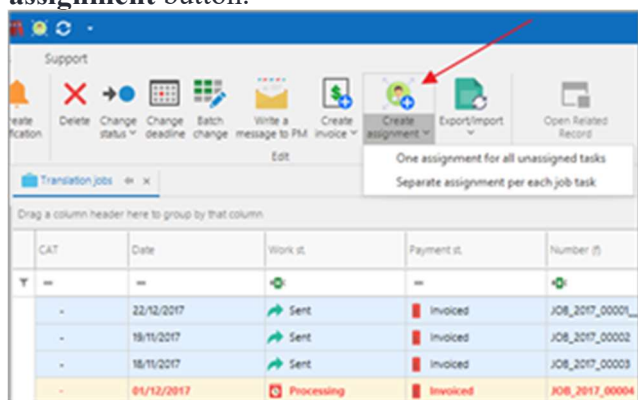 assignment button.
Support
Delete
Change status
Change deadline
Batch change
Write a message to PM
Create invoice
Create assignment
Export/Import
Open Related Record
Edit
One assignment for all unassigned tasks
Separate assignment per each job task
Translation jobs
Drag a column header here to group by that column
CAT Date Work st. Payment st. Number
= = =
- 22/12/2017 Sent Invoiced JOB_2017_00001_
- 19/11/2017 Sent Invoiced JOB_2017_00002
- 18/11/2017 Sent Invoiced JOB_2017_00003
- 01/12/2017 Processing Invoiced JOB_2017_00004